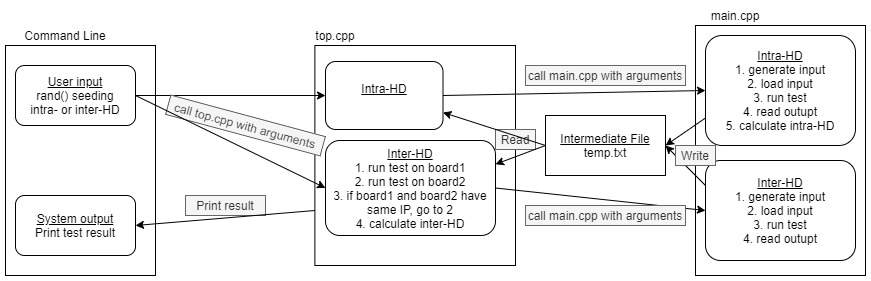 Command Line
User input
rand() seeding
intra- or inter-HD
call top.cpp with arguments
System output
Print test result
Print result
top.cpp
Intra-HD
Inter-HD
1. run test on board1
2. run test on board2
3. if board1 and board2 have
same IP, go to 2
4. calculate inter-HD
call main.cpp with arguments
Read
Intermediate File
temp.txt
Write
call main.cpp with arguments
main.cpp
Intra-HD
1. generate input
2. load input
3. run test
4. read outupt
5. calculate intra-HD
Inter-HD
1. generate input
2. load input
3. run test
4. read outupt